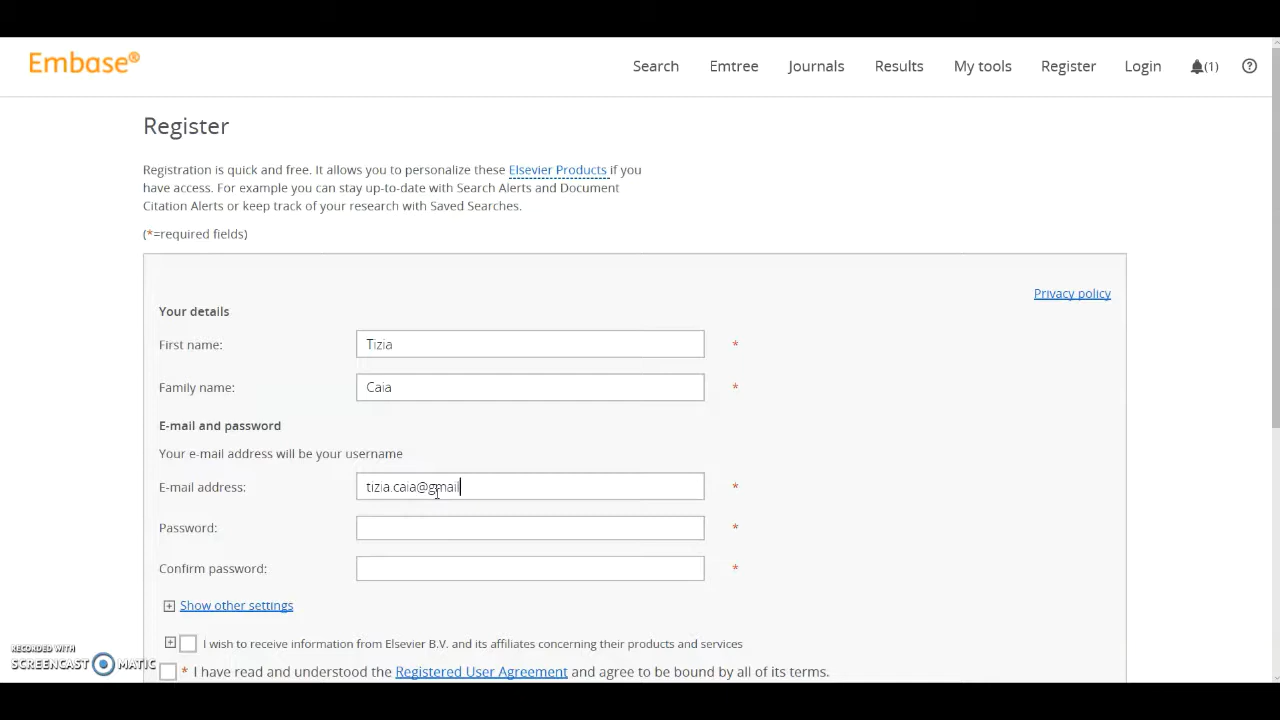 Embase®
Search Emtree Journals Results My tools Register Login (1) ?
Register
Registration is quick and free. It allows you to personalize these Elsevier Products if you
have access. For example you can stay up-to-date with Search Alerts and Document
Citation Alerts or keep track of your research with Saved Searches.
(*=required fields)
Privacy policy
Your details
First name: Tizia *
Family name: Caia *
E-mail and password
Your e-mail address will be your username
E-mail address: tizia.caia@gmail *
Password: *
Confirm password: *
Show other settings
I wish to receive information from Elsevier B.V. and its affiliates concerning their products and services
* I have read and understood the Registered User Agreement and agree to be bound by all of its terms.
RECORDED WITH
SCREENCAST MATIC